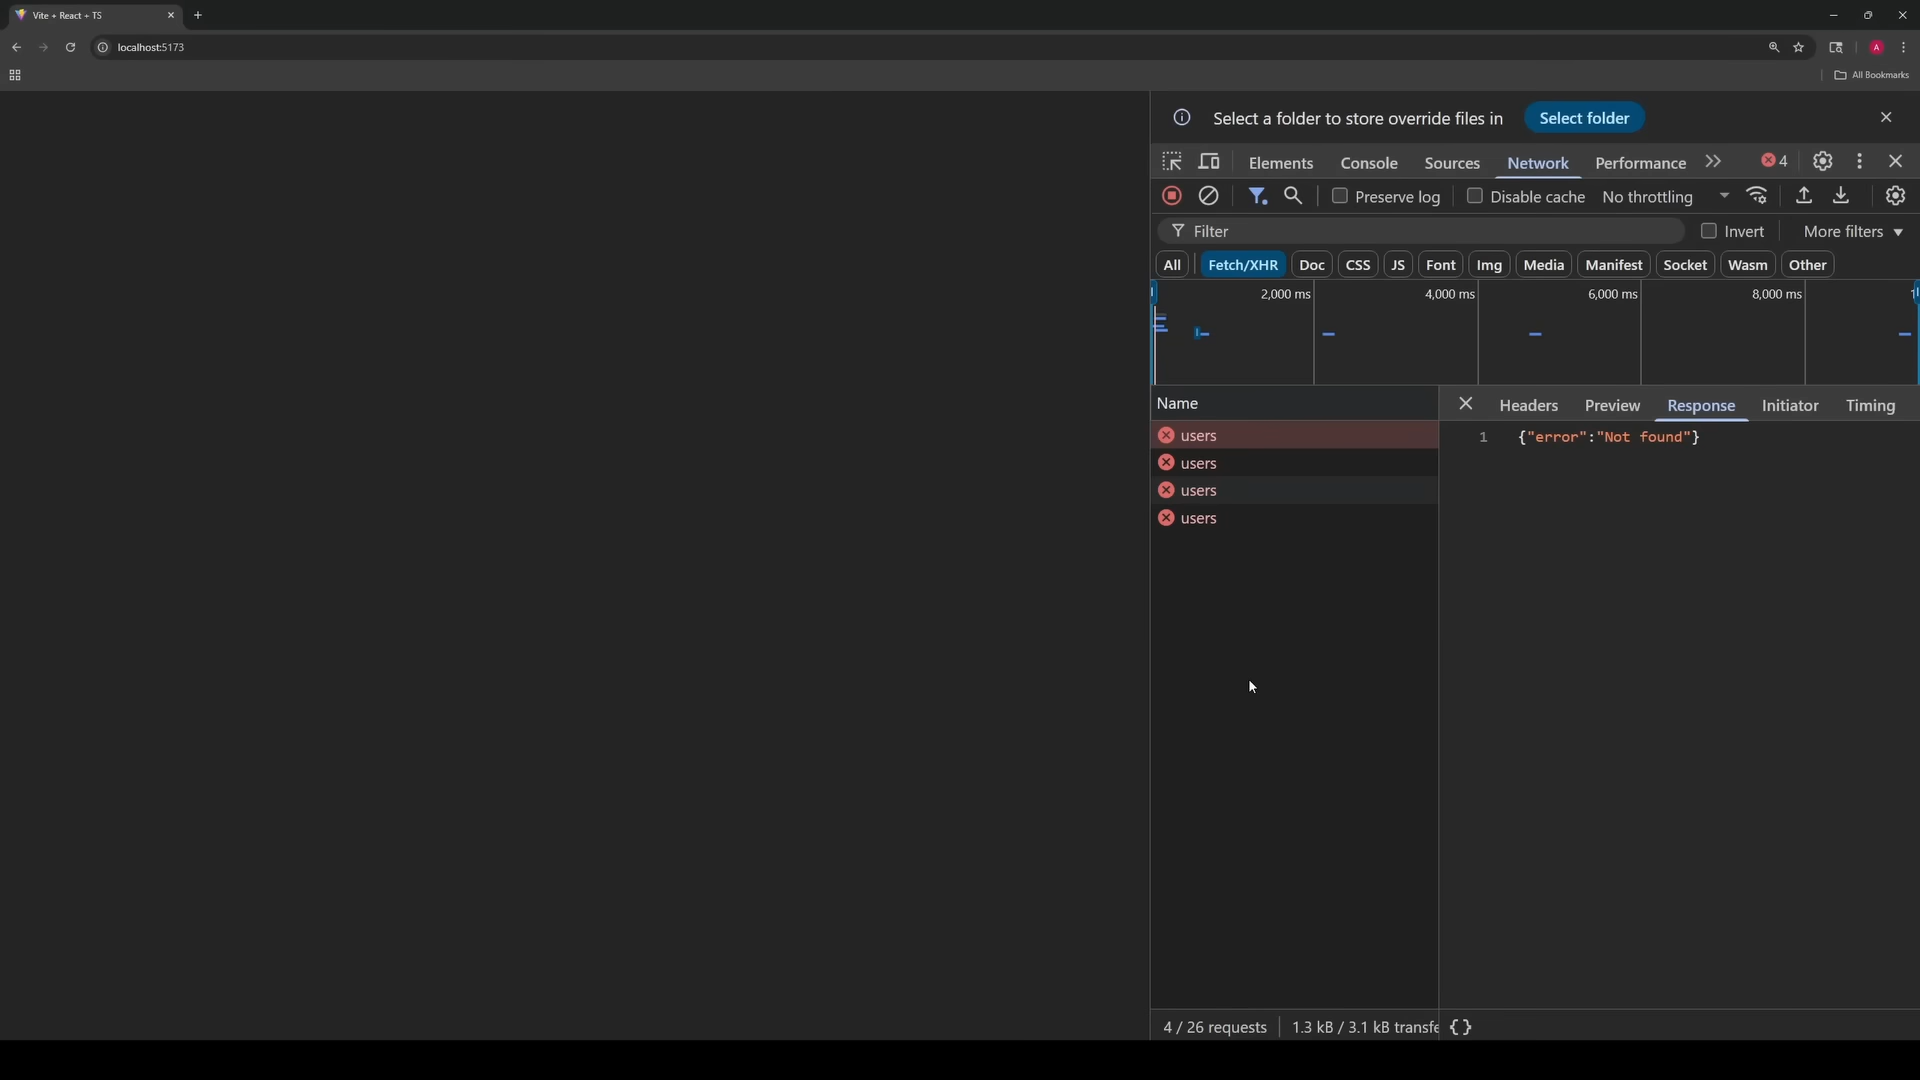 Vite + React + TS
localhost:5173
A
All Bookmarks
Select a folder to store override files in Select folder
Elements Console Sources Network Performance 4
Preserve log Disable cache No throttling
Filter Invert More filters
All Fetch/XHR Doc CSS JS Font Img Media Manifest Socket Wasm Other
2,000 ms 4,000 ms 6,000 ms 8,000 ms 1
Name Headers Preview Response Initiator Timing
users 1 {"error":"Not found"}
users
users
users
4 / 26 requests 1.3 kB / 3.1 kB transfe {}